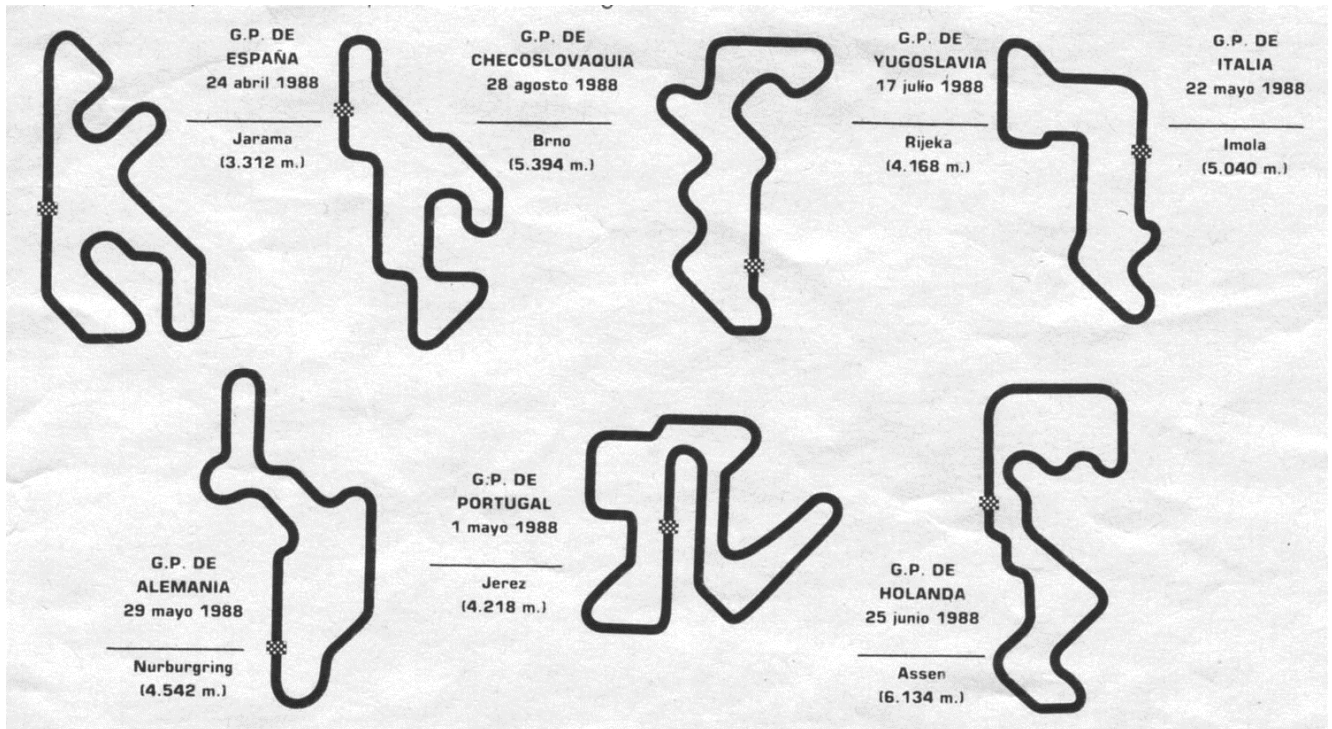 G.P. DE
ESPAÑA
24 abril 1988
Jarama
(3.312 m.)
G.P. DE
CHECOSLOVAQUIA
28 agosto 1988
Brno
(5.394 m.)
G.P. DE
YUGOSLAVIA
17 julio 1988
Rijeka
(4.168 m.)
G.P. DE
ITALIA
22 mayo 1988
Imola
(5.040 m.)
G.P. DE
ALEMANIA
29 mayo 1988
Nurburgring
(4.542 m.)
G.P. DE
PORTUGAL
1 mayo 1988
Jerez
(4.218 m.)
G.P. DE
HOLANDA
25 junio 1988
Assen
(6.134 m.)